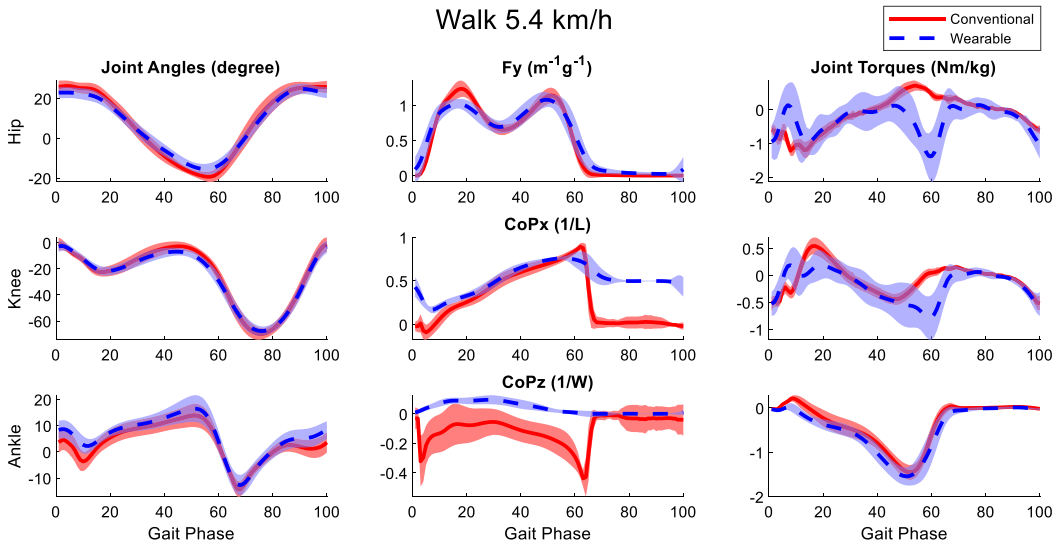 Walk 5.4 km/h
Conventional
Wearable
Joint Angles (degree)
Fy (m⁻¹g⁻¹)
Joint Torques (Nm/kg)
Hip
20
0
-20
0 20 40 60 80 100
1
0.5
0
0 20 40 60 80 100
0
-1
-2
0 20 40 60 80 100
CoPx (1/L)
Knee
0
-20
-40
-60
0 20 40 60 80 100
1
0.5
0
0 20 40 60 80 100
0.5
0
-0.5
-1
0 20 40 60 80 100
CoPz (1/W)
Ankle
20
10
0
-10
0 20 40 60 80 100
0
-0.2
-0.4
0 20 40 60 80 100
0
-1
-2
0 20 40 60 80 100
Gait Phase
Gait Phase
Gait Phase